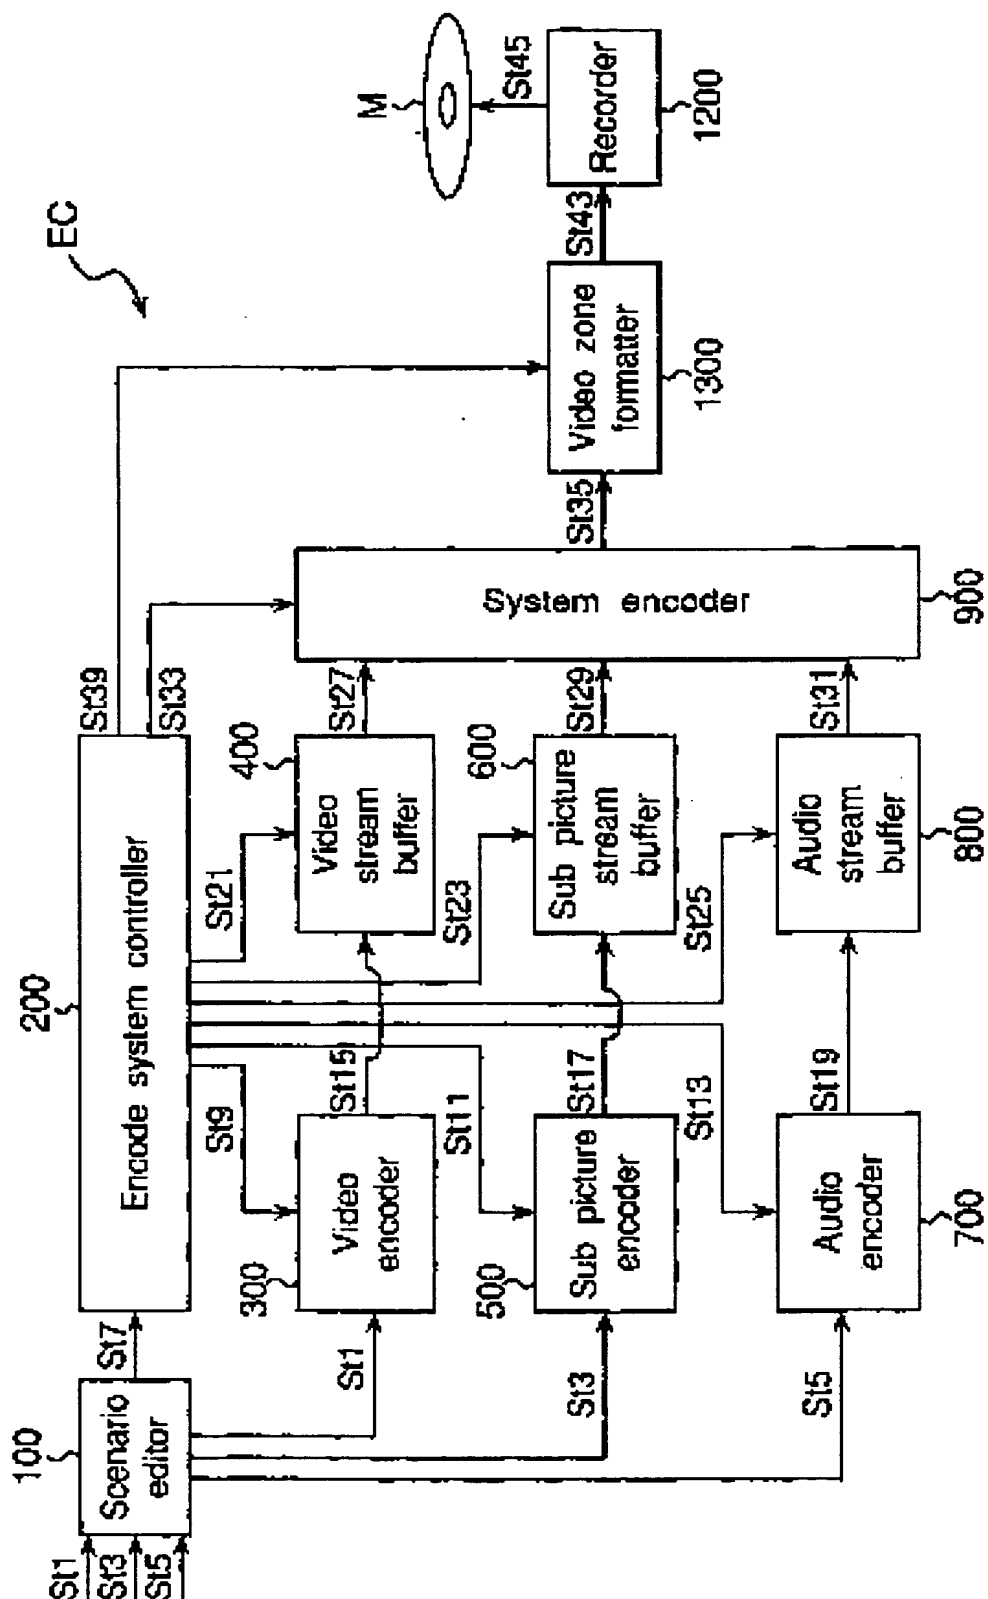 EC
100
Scenario
editor
St1
St3
St5
St7
200
Encode system controller
St39
St33
St9
St21
St11
St23
St13
St25
St1
300
Video
encoder
St15
400
Video
stream
buffer
St27
St3
500
Sub picture
encoder
St17
600
Sub picture
stream
buffer
St29
St5
Audio
encoder
700
St19
Audio
stream
buffer
800
St31
System encoder
900
St35
Video zone
formatter
1300
St43
Recorder
1200
St45
M